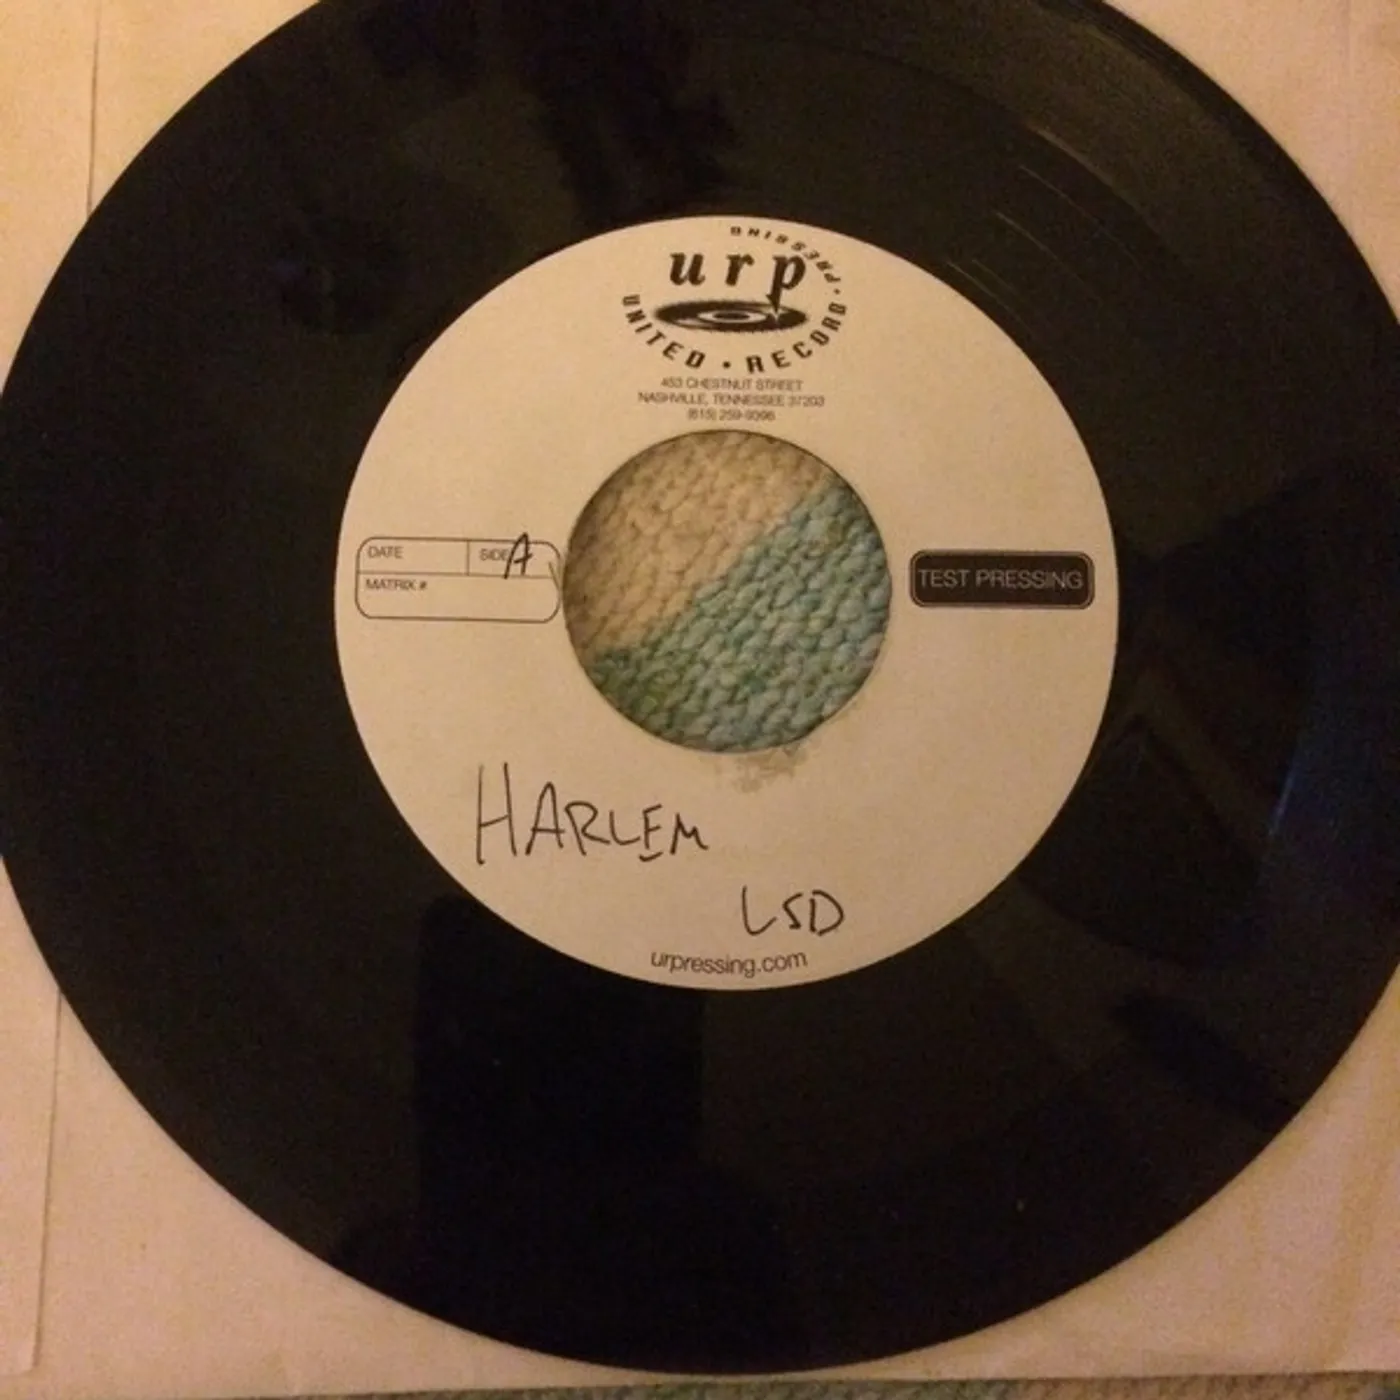 urp
UNITED • RECORD • PRESSING
453 CHESTNUT STREET
NASHVILLE, TENNESSEE 37203
(615) 259-9396
DATE
SIDE A
MATRIX #
TEST PRESSING
HARLEM
LSD
urpressing.com